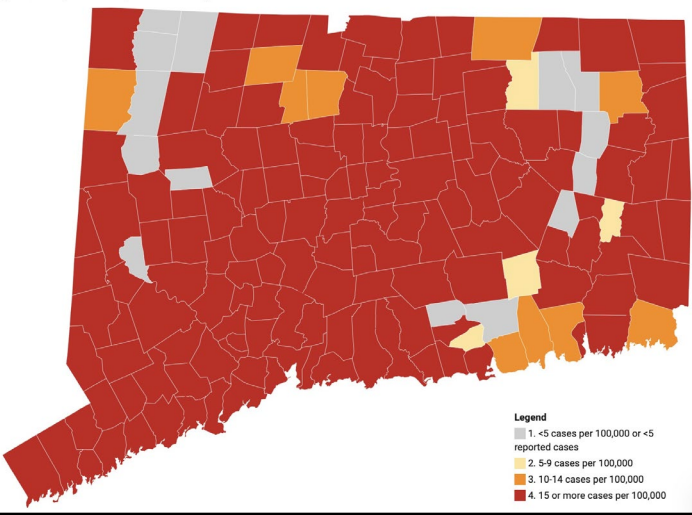 Legend
1. <5 cases per 100,000 or <5
reported cases
2. 5-9 cases per 100,000
3. 10-14 cases per 100,000
4. 15 or more cases per 100,000